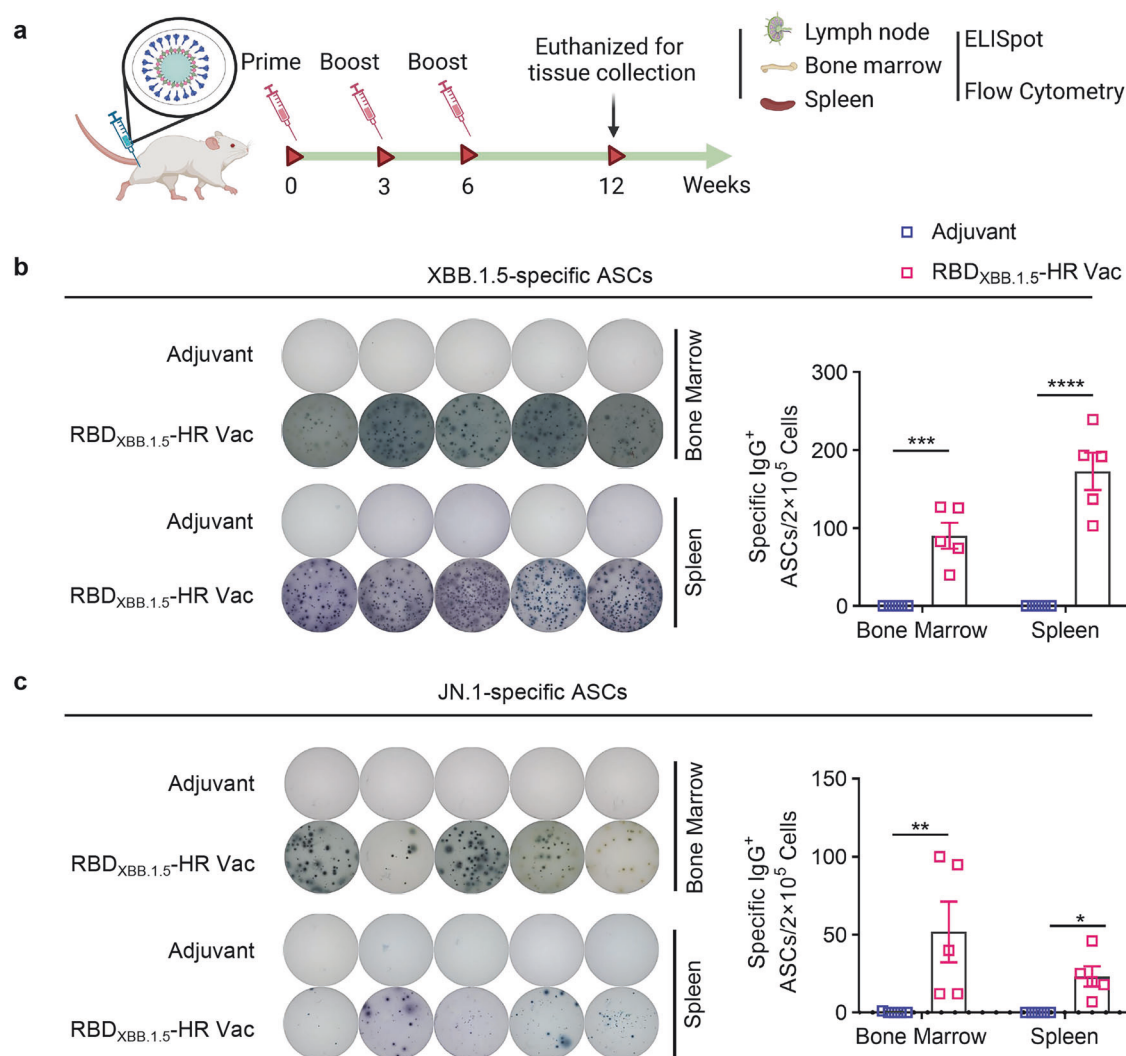 a
Prime Boost Boost
Euthanized for
tissue collection
Lymph node
Bone marrow
Spleen
ELISpot
Flow Cytometry
0 3 6 12 Weeks
Adjuvant
RBDXBB.1.5-HR Vac
b
XBB.1.5-specific ASCs
Adjuvant
RBDXBB.1.5-HR Vac
Bone Marrow
Adjuvant
RBDXBB.1.5-HR Vac
Spleen
Specific IgG+
ASCs/2×105 Cells
300
200
100
0
***
****
Bone Marrow Spleen
c
JN.1-specific ASCs
Adjuvant
RBDXBB.1.5-HR Vac
Bone Marrow
Adjuvant
RBDXBB.1.5-HR Vac
Spleen
Specific IgG+
ASCs/2×105 Cells
150
100
50
0
**
*
Bone Marrow Spleen